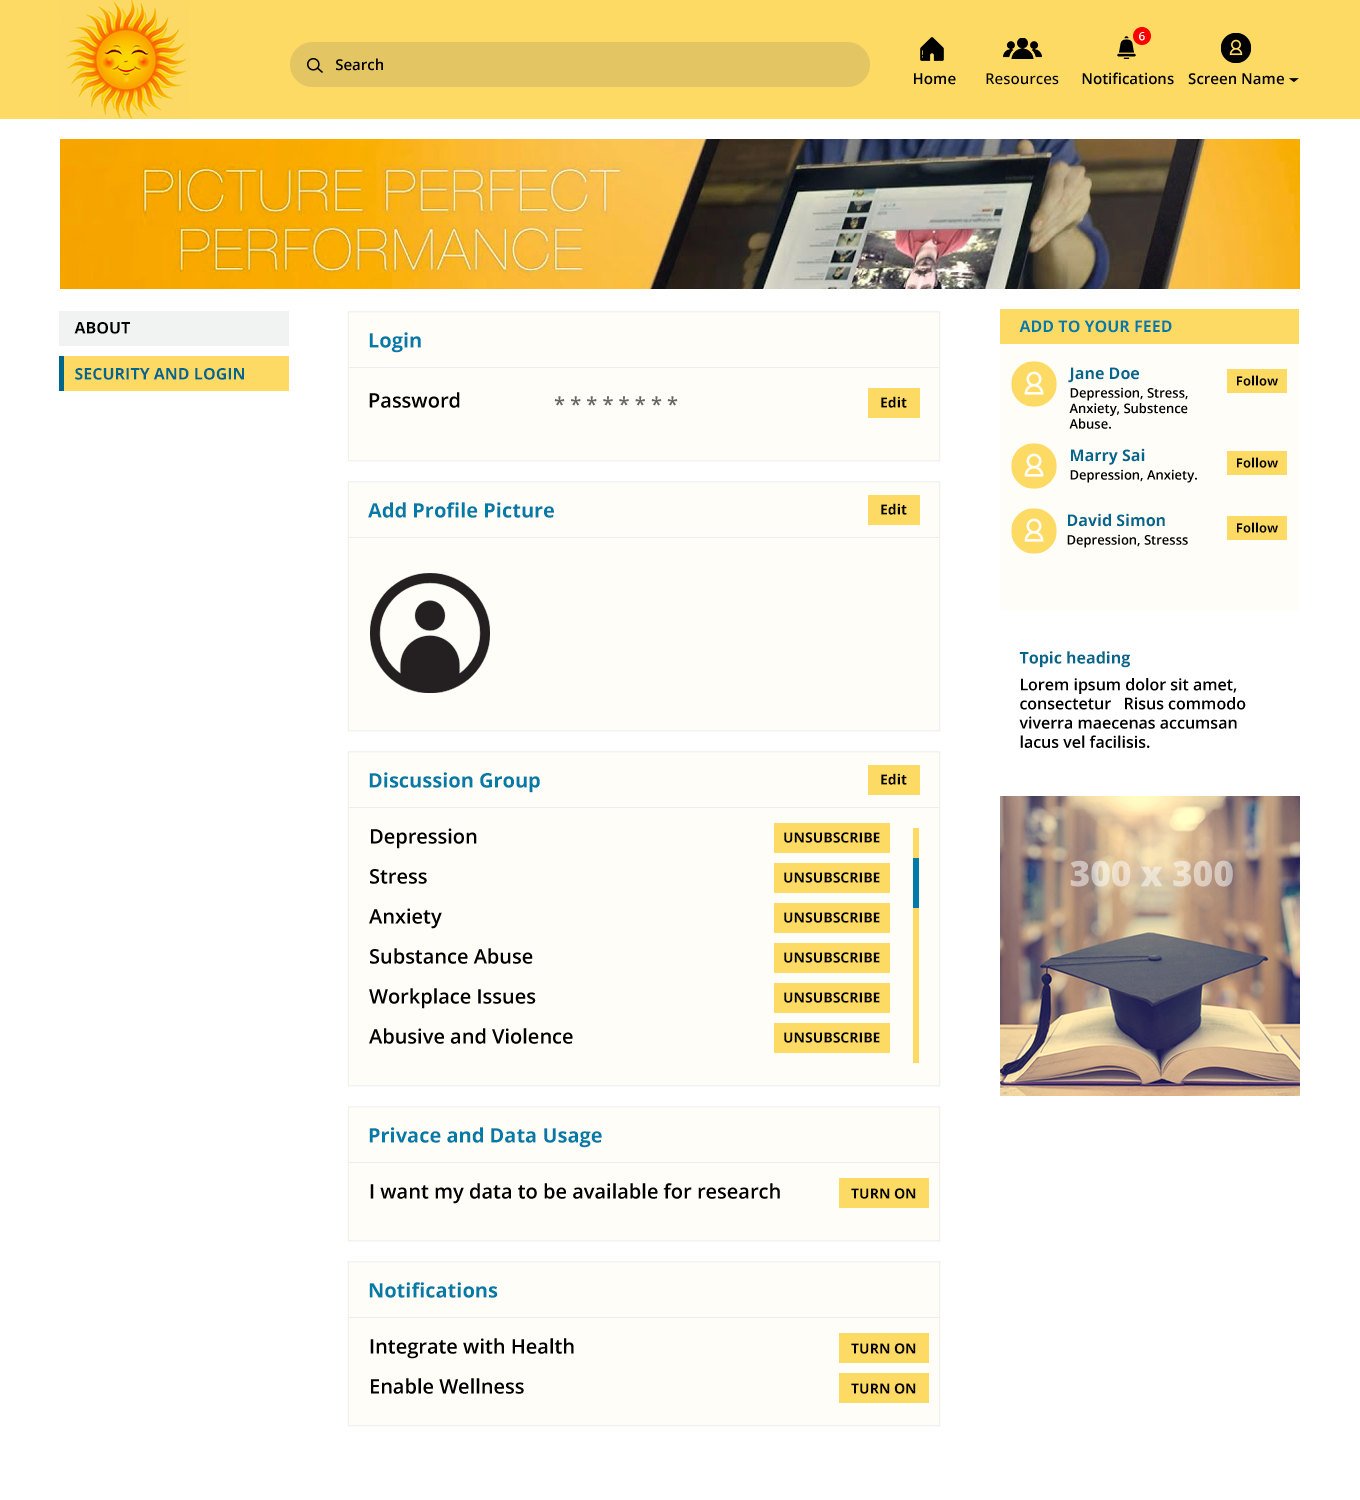 Search
6
Home
Resources
Notifications
Screen Name
PICTURE PERFECT
PERFORMANCE
ABOUT
SECURITY AND LOGIN
Login
Password
* * * * * * * *
Edit
Add Profile Picture
Edit
Discussion Group
Edit
Depression
UNSUBSCRIBE
Stress
UNSUBSCRIBE
Anxiety
UNSUBSCRIBE
Substance Abuse
UNSUBSCRIBE
Workplace Issues
UNSUBSCRIBE
Abusive and Violence
UNSUBSCRIBE
Privace and Data Usage
I want my data to be available for research
TURN ON
Notifications
Integrate with Health
TURN ON
Enable Wellness
TURN ON
ADD TO YOUR FEED
Jane Doe
Depression, Stress,
Anxiety, Substence
Abuse.
Follow
Marry Sai
Depression, Anxiety.
Follow
David Simon
Depression, Stresss
Follow
Topic heading
Lorem ipsum dolor sit amet,
consectetur Risus commodo
viverra maecenas accumsan
lacus vel facilisis.
300 x 300